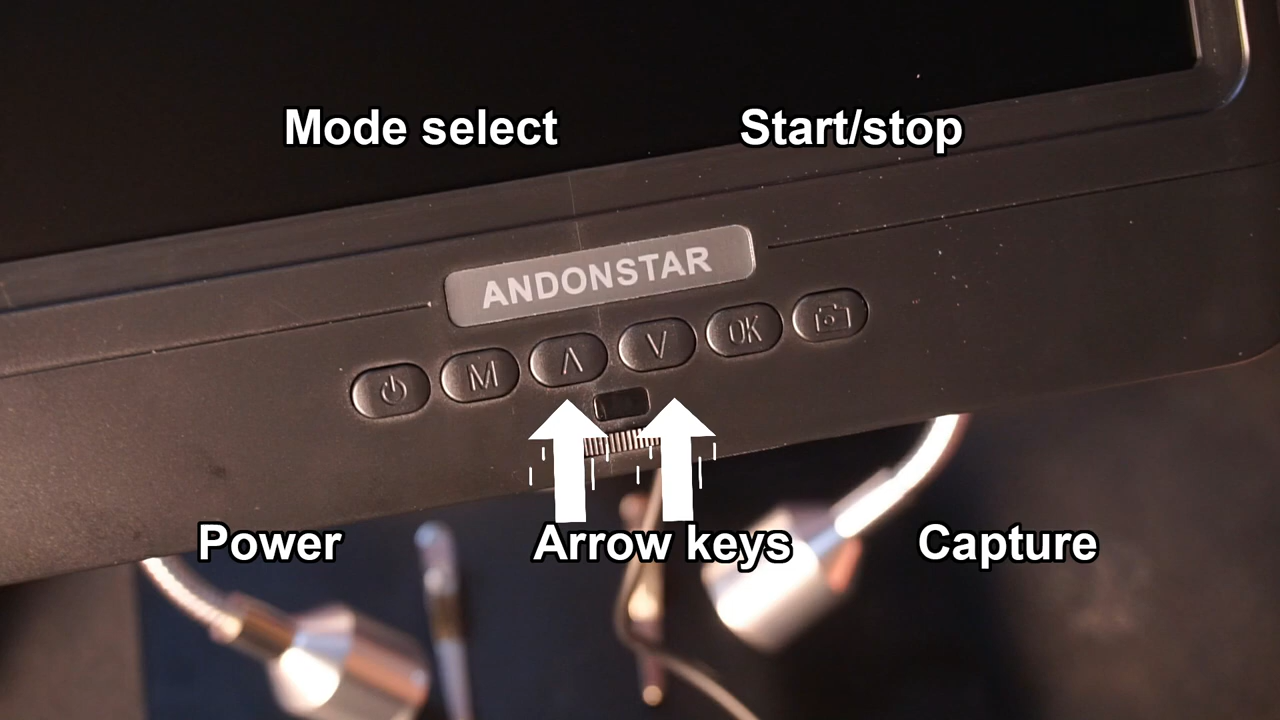 Mode select
Start/stop
ANDONSTAR
M
OK
Power
Arrow keys
Capture